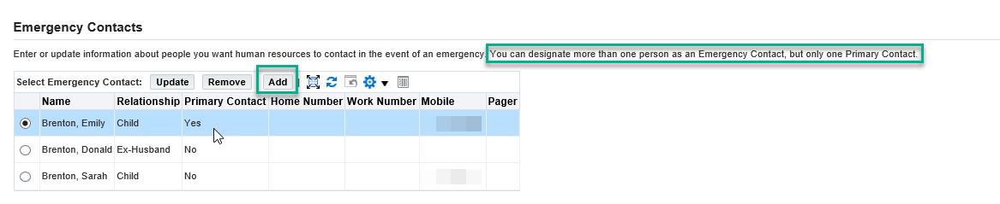 Emergency Contacts
Enter or update information about people you want human resources to contact in the event of an emergency. You can designate more than one person as an Emergency Contact, but only one Primary Contact.
Select Emergency Contact: Update Remove Add
Name Relationship Primary Contact Home Number Work Number Mobile Pager
Brenton, Emily Child Yes
Brenton, Donald Ex-Husband No
Brenton, Sarah Child No